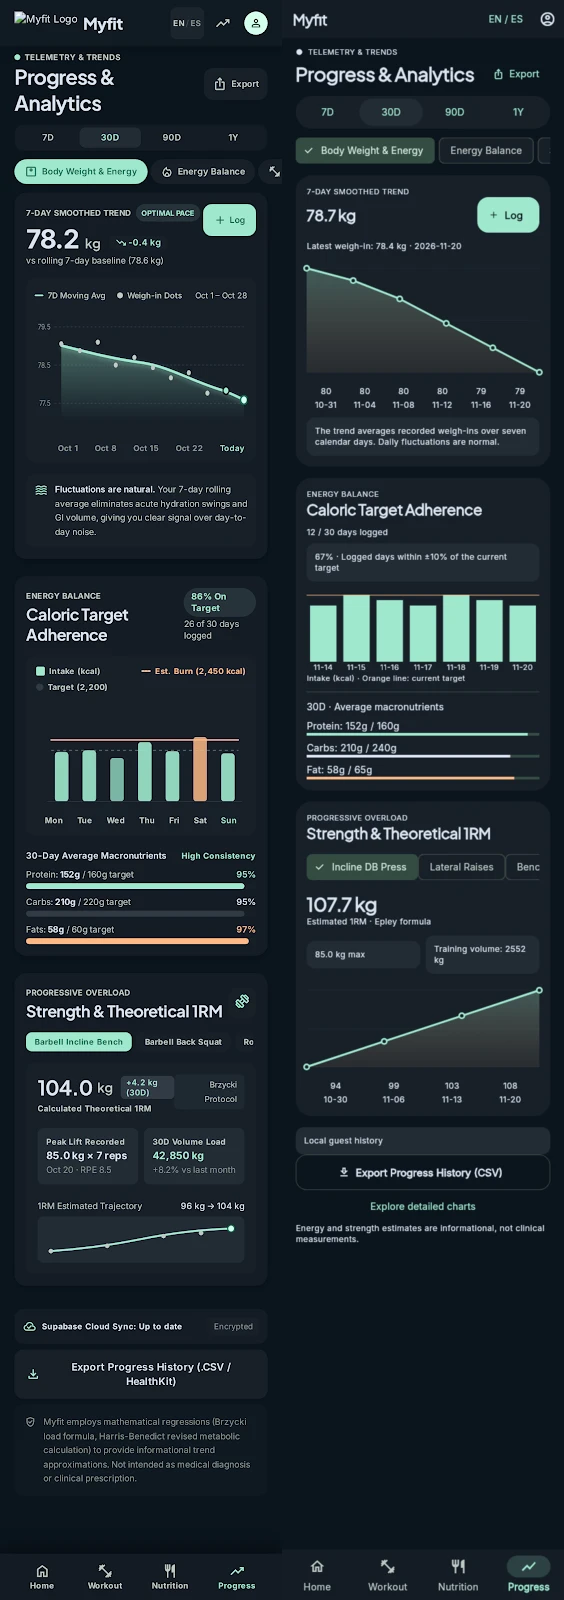 Myfit Logo
Myfit
EN / ES
TELEMETRY & TRENDS
Progress &
Analytics
Export
7D
30D
90D
1Y
Body Weight & Energy
Energy Balance
7-DAY SMOOTHED TREND
OPTIMAL PACE
+ Log
78.2 kg
-0.4 kg
vs rolling 7-day baseline (78.6 kg)
7D Moving Avg
Weigh-in Dots
Oct 1 – Oct 28
79.5
78.5
77.5
Oct 1
Oct 8
Oct 15
Oct 22
Today
Fluctuations are natural. Your 7-day rolling
average eliminates acute hydration swings and
GI volume, giving you clear signal over day-to-
day noise.
ENERGY BALANCE
86% On
Target
Caloric Target
Adherence
26 of 30 days
logged
Intake (kcal)
Est. Burn (2,450 kcal)
Target (2,200)
Mon
Tue
Wed
Thu
Fri
Sat
Sun
30-Day Average Macronutrients
High Consistency
Protein: 152g / 160g target
95%
Carbs: 210g / 220g target
95%
Fats: 58g / 60g target
97%
PROGRESSIVE OVERLOAD
Strength & Theoretical 1RM
Barbell Incline Bench
Barbell Back Squat
Ro
104.0 kg
+4.2 kg
(30D)
Brzycki
Protocol
Calculated Theoretical 1RM
Peak Lift Recorded
85.0 kg × 7 reps
Oct 20 · RPE 8.5
30D Volume Load
42,850 kg
+8.2% vs last month
1RM Estimated Trajectory
96 kg → 104 kg
Supabase Cloud Sync: Up to date
Encrypted
Export Progress History (.CSV /
HealthKit)
Myfit employs mathematical regressions (Brzycki
load formula, Harris-Benedict revised metabolic
calculation) to provide informational trend
approximations. Not intended as medical diagnosis
or clinical prescription.
Home
Workout
Nutrition
Progress
Myfit
EN / ES
TELEMETRY & TRENDS
Progress & Analytics
Export
7D
30D
90D
1Y
Body Weight & Energy
Energy Balance
7-DAY SMOOTHED TREND
78.7 kg
+ Log
Latest weigh-in: 78.4 kg · 2026-11-20
80
80
80
80
79
79
10-31
11-04
11-08
11-12
11-16
11-20
The trend averages recorded weigh-ins over seven
calendar days. Daily fluctuations are normal.
ENERGY BALANCE
Caloric Target Adherence
12 / 30 days logged
67% · Logged days within ±10% of the current
target
11-14
11-15
11-16
11-17
11-18
11-19
11-20
Intake (kcal) · Orange line: current target
30D · Average macronutrients
Protein: 152g / 160g
Carbs: 210g / 240g
Fat: 58g / 65g
PROGRESSIVE OVERLOAD
Strength & Theoretical 1RM
Incline DB Press
Lateral Raises
Benc
107.7 kg
Estimated 1RM · Epley formula
85.0 kg max
Training volume: 2552
kg
94
99
103
108
10-30
11-06
11-13
11-20
Local guest history
Export Progress History (CSV)
Explore detailed charts
Energy and strength estimates are informational, not clinical
measurements.
Home
Workout
Nutrition
Progress